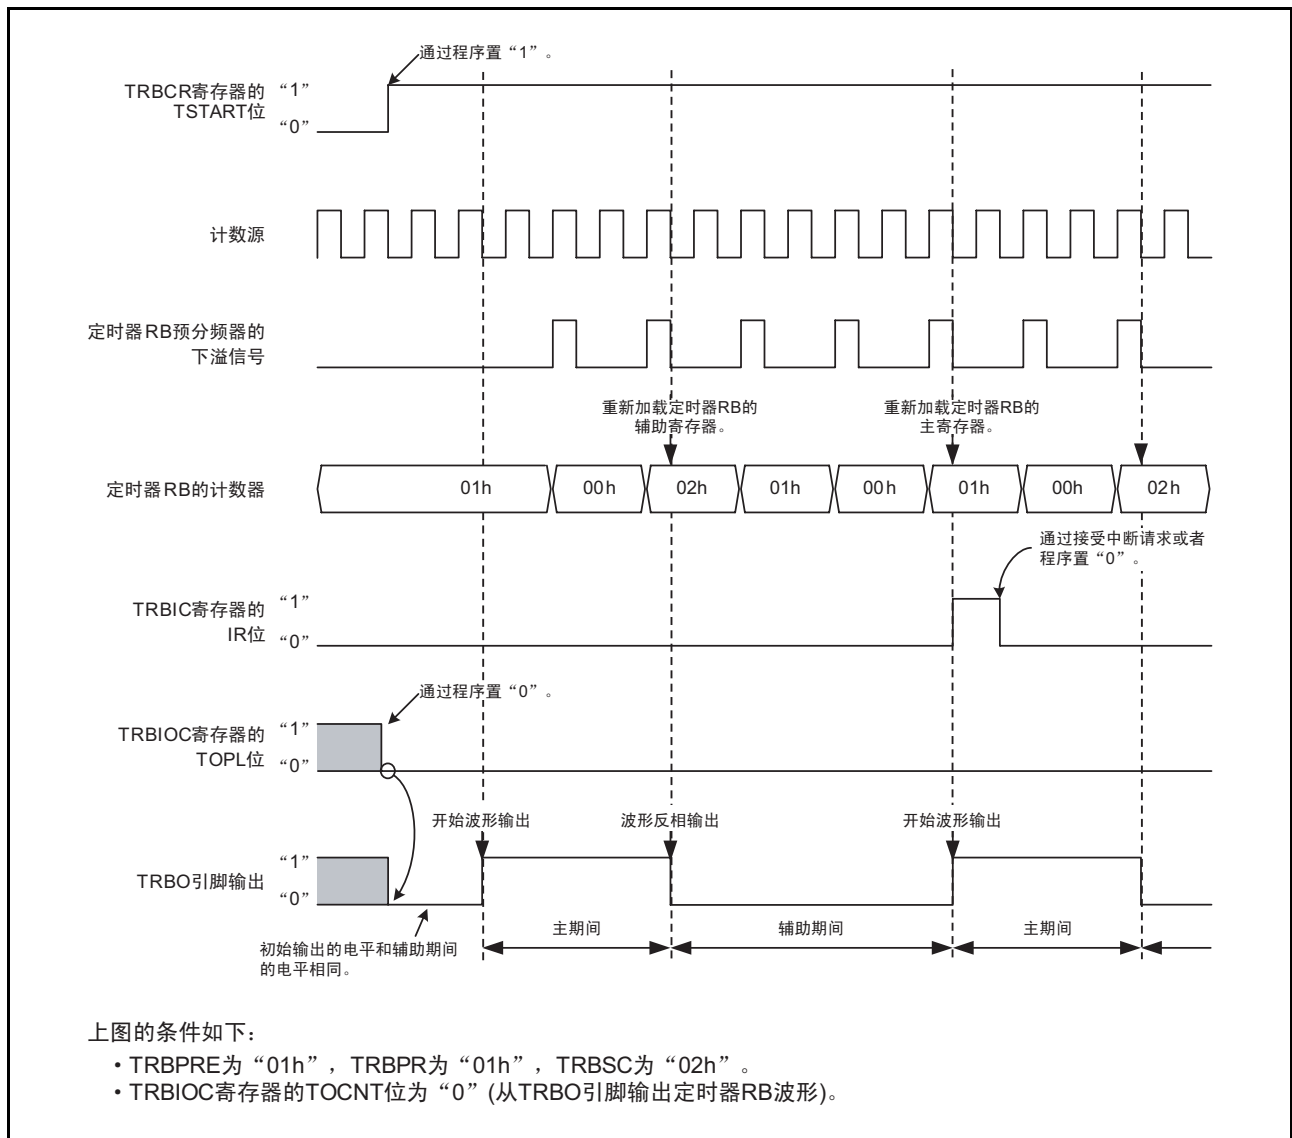 通过程序置“1”。
TRBCR寄存器的
TSTART位
“1”
“0”
计数源
定时器RB预分频器的
下溢信号
重新加载定时器RB的
辅助寄存器。
重新加载定时器RB的
主寄存器。
定时器RB的计数器
01h
00h
02h
01h
00h
01h
00h
02h
通过接受中断请求或者
程序置“0”。
TRBIC寄存器的
IR位
“1”
“0”
通过程序置“0”。
TRBIOC寄存器的
TOPL位
“1”
“0”
开始波形输出
波形反相输出
开始波形输出
TRBO引脚输出
“1”
“0”
主期间
辅助期间
主期间
初始输出的电平和辅助期间
的电平相同。
上图的条件如下：
・TRBPRE为“01h”，TRBPR为“01h”，TRBSC为“02h”。
・TRBIOC寄存器的TOCNT位为“0”(从TRBO引脚输出定时器RB波形)。